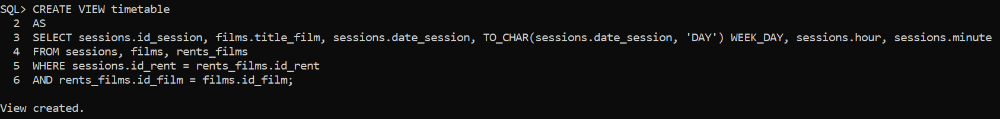 SQL> CREATE VIEW timetable
  2  AS
  3  SELECT sessions.id_session, films.title_film, sessions.date_session, TO_CHAR(sessions.date_session, 'DAY') WEEK_DAY, sessions.hour, sessions.minute
  4  FROM sessions, films, rents_films
  5  WHERE sessions.id_rent = rents_films.id_rent
  6  AND rents_films.id_film = films.id_film;

View created.